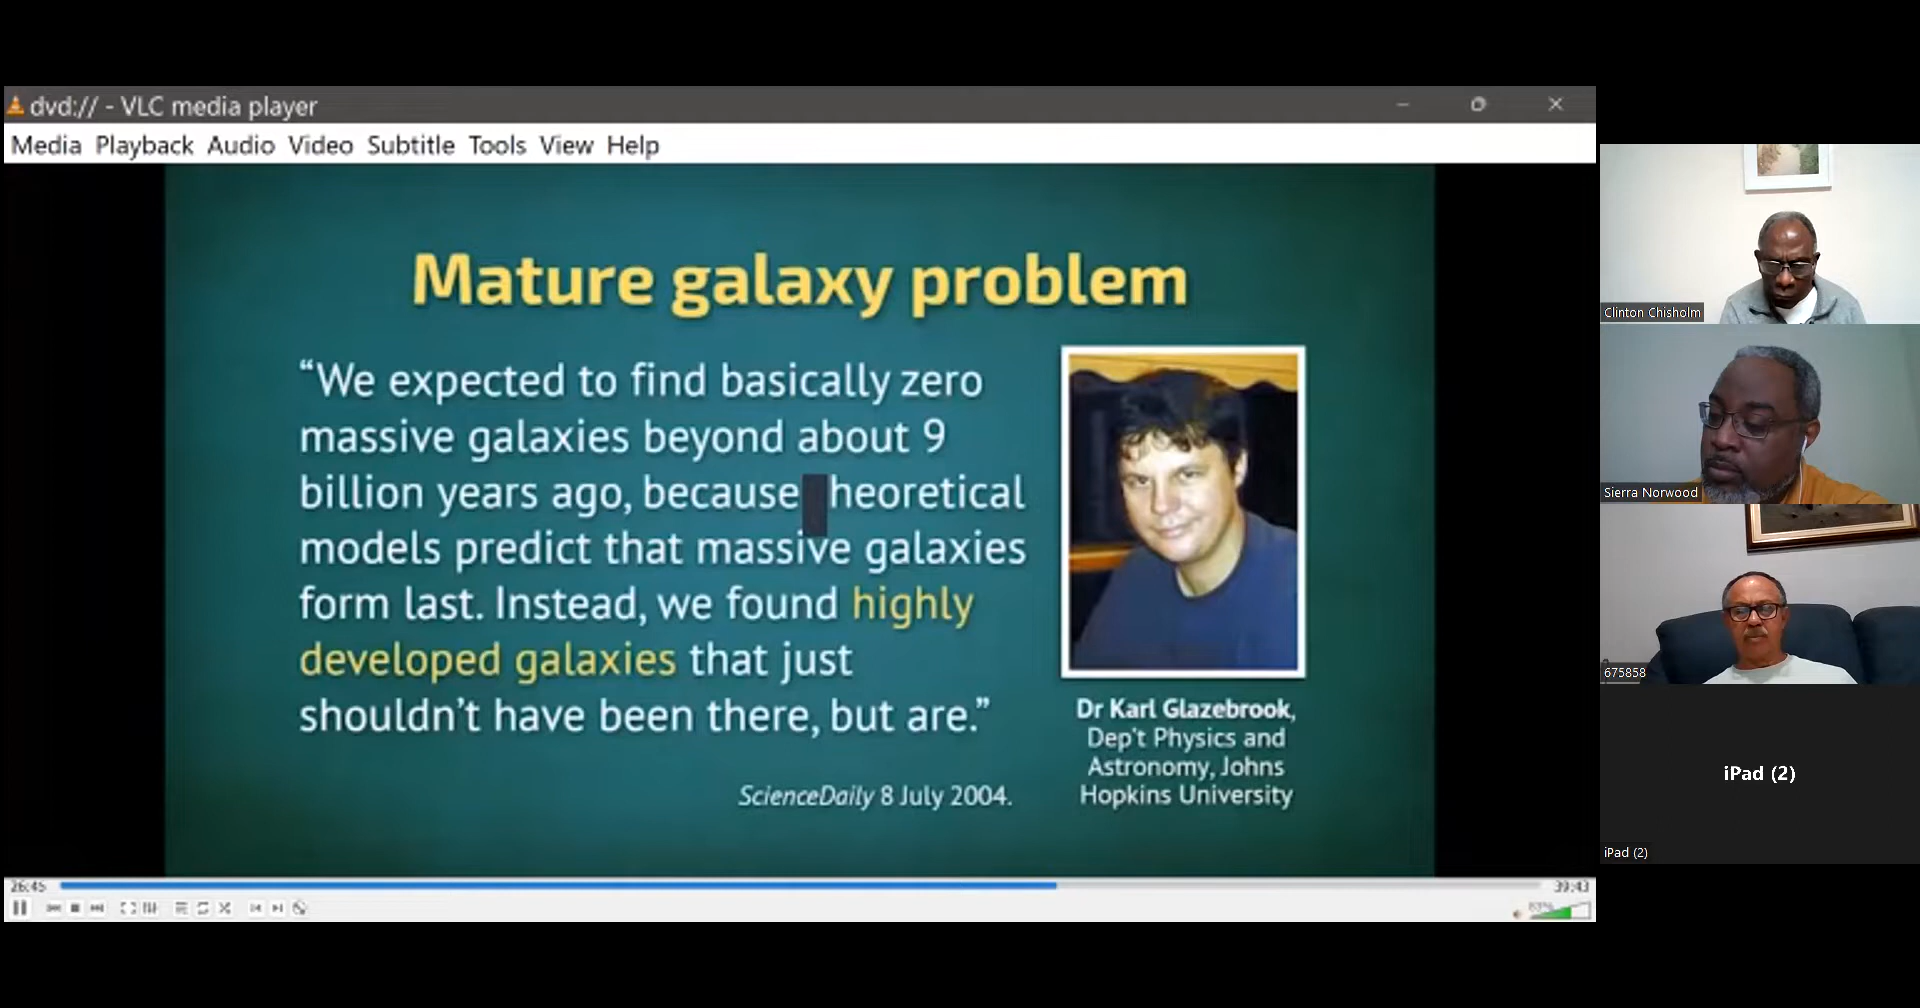 dvd:// - VLC media player
Media Playback Audio Video Subtitle Tools View Help
Mature galaxy problem
“We expected to find basically zero
massive galaxies beyond about 9
billion years ago, because heoretical
models predict that massive galaxies
form last. Instead, we found highly
developed galaxies that just
shouldn’t have been there, but are.”
ScienceDaily 8 July 2004.
Dr Karl Glazebrook,
Dep't Physics and
Astronomy, Johns
Hopkins University
26:45
39:43
83%
Clinton Chisholm
Sierra Norwood
675858
iPad (2)
iPad (2)